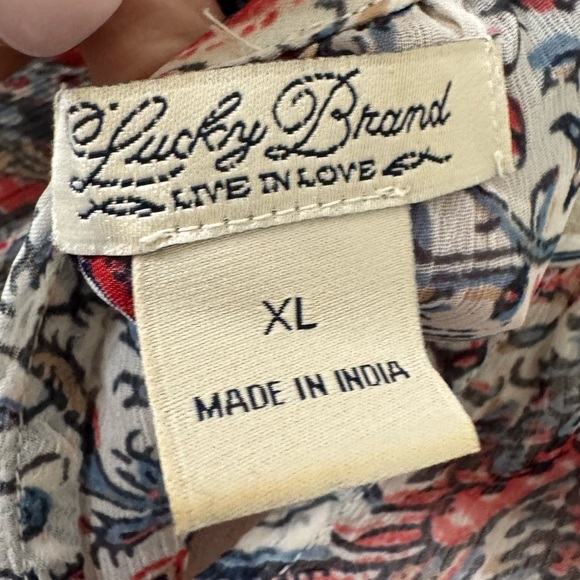 Lucky Brand
LIVE IN LOVE
XL
MADE IN INDIA